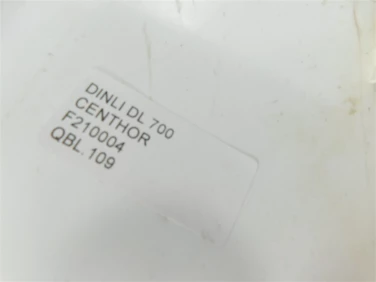 DINLI DL 700
CENTHOR
F210004
QBL.109